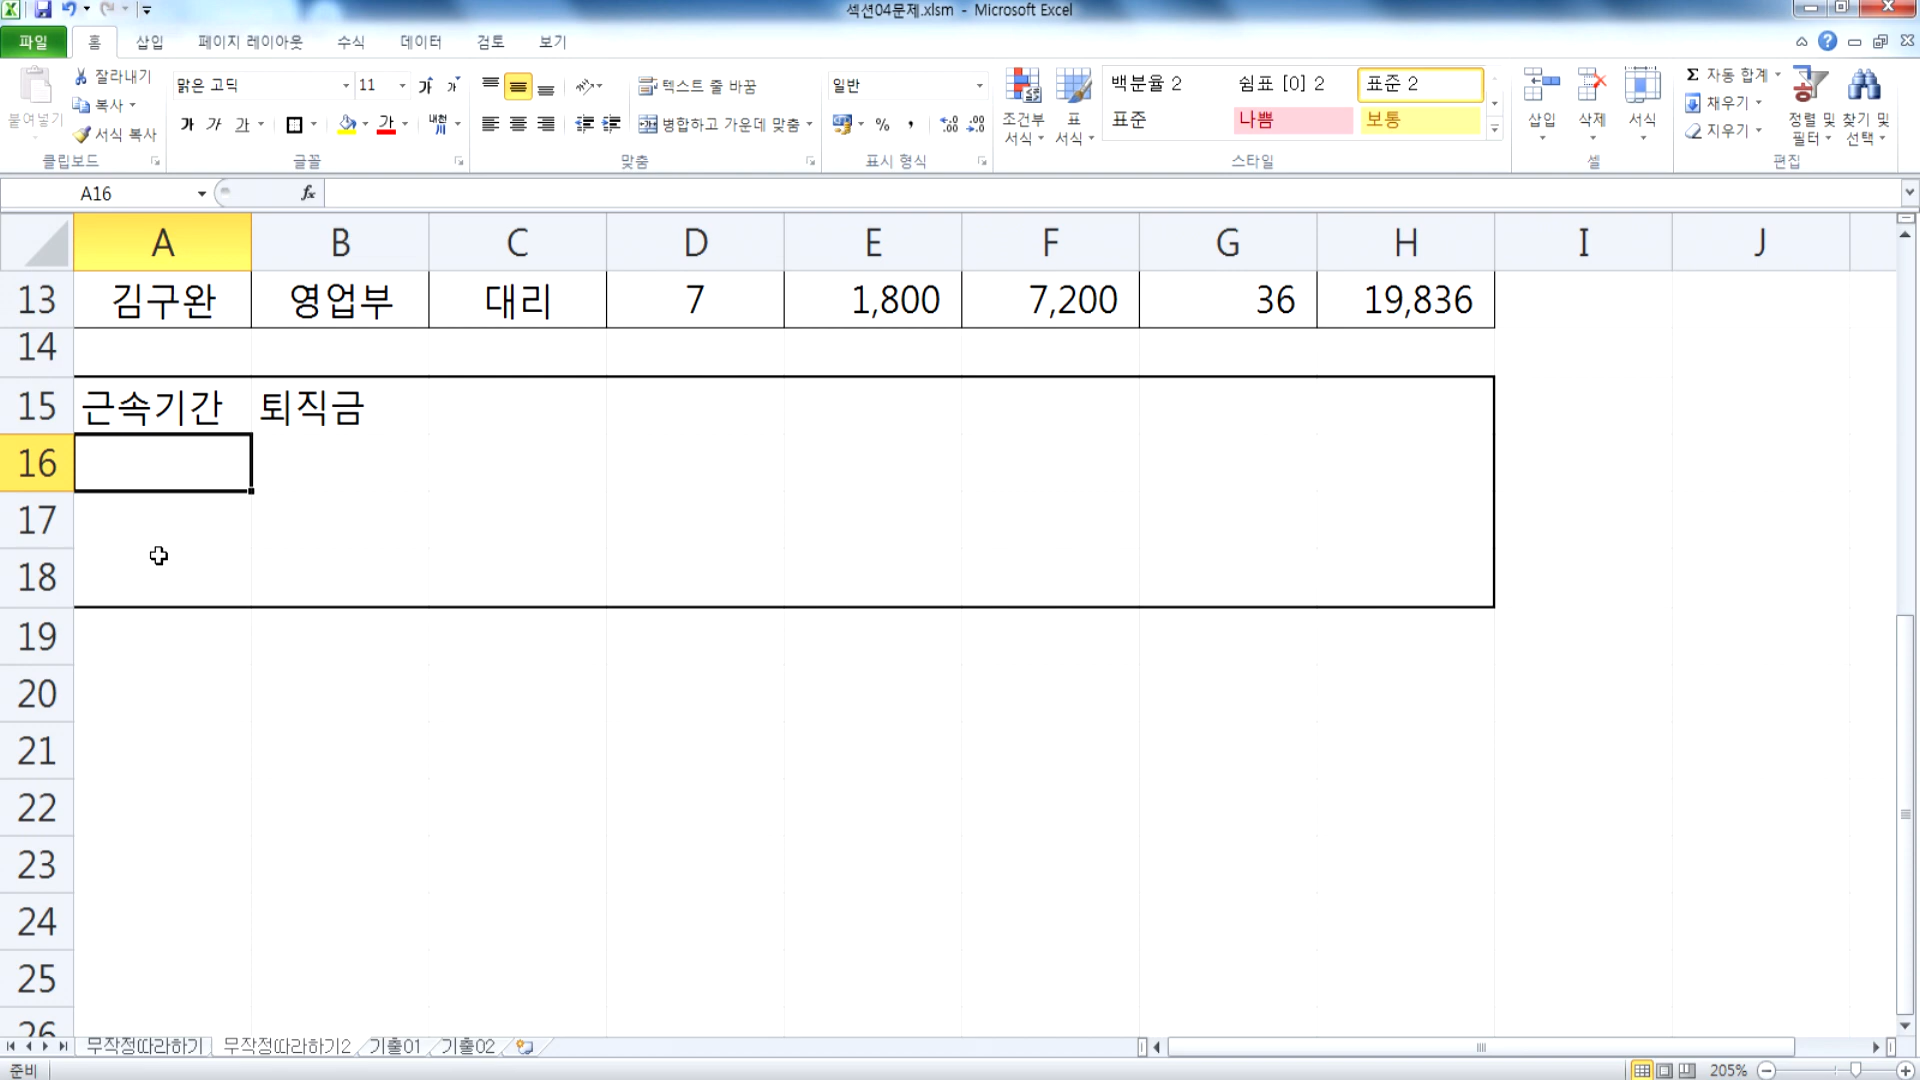 섹션04문제.xlsm - Microsoft Excel
파일 홈 삽입 페이지 레이아웃 수식 데이터 검토 보기
붙여넣기 잘라내기 복사 서식 복사
클립보드
맑은 고딕 11
가 가 가 가 내천
글꼴
텍스트 줄 바꿈
병합하고 가운데 맞춤
맞춤
일반
% ,
표시 형식
조건부 서식 표 서식
백분율 2 쉼표 [0] 2 표준 2
표준 나쁨 보통
스타일
삽입 삭제 서식
셀
Σ 자동 합계
채우기
지우기
정렬 및 필터 찾기 및 선택
편집
A16 fx
A B C D E F G H I J
13 김구완 영업부 대리 7 1,800 7,200 36 19,836
14
15 근속기간 퇴직금
16
17
18
19
20
21
22
23
24
25
26
무작정따라하기 무작정따라하기2 기출01 기출02
준비 205%